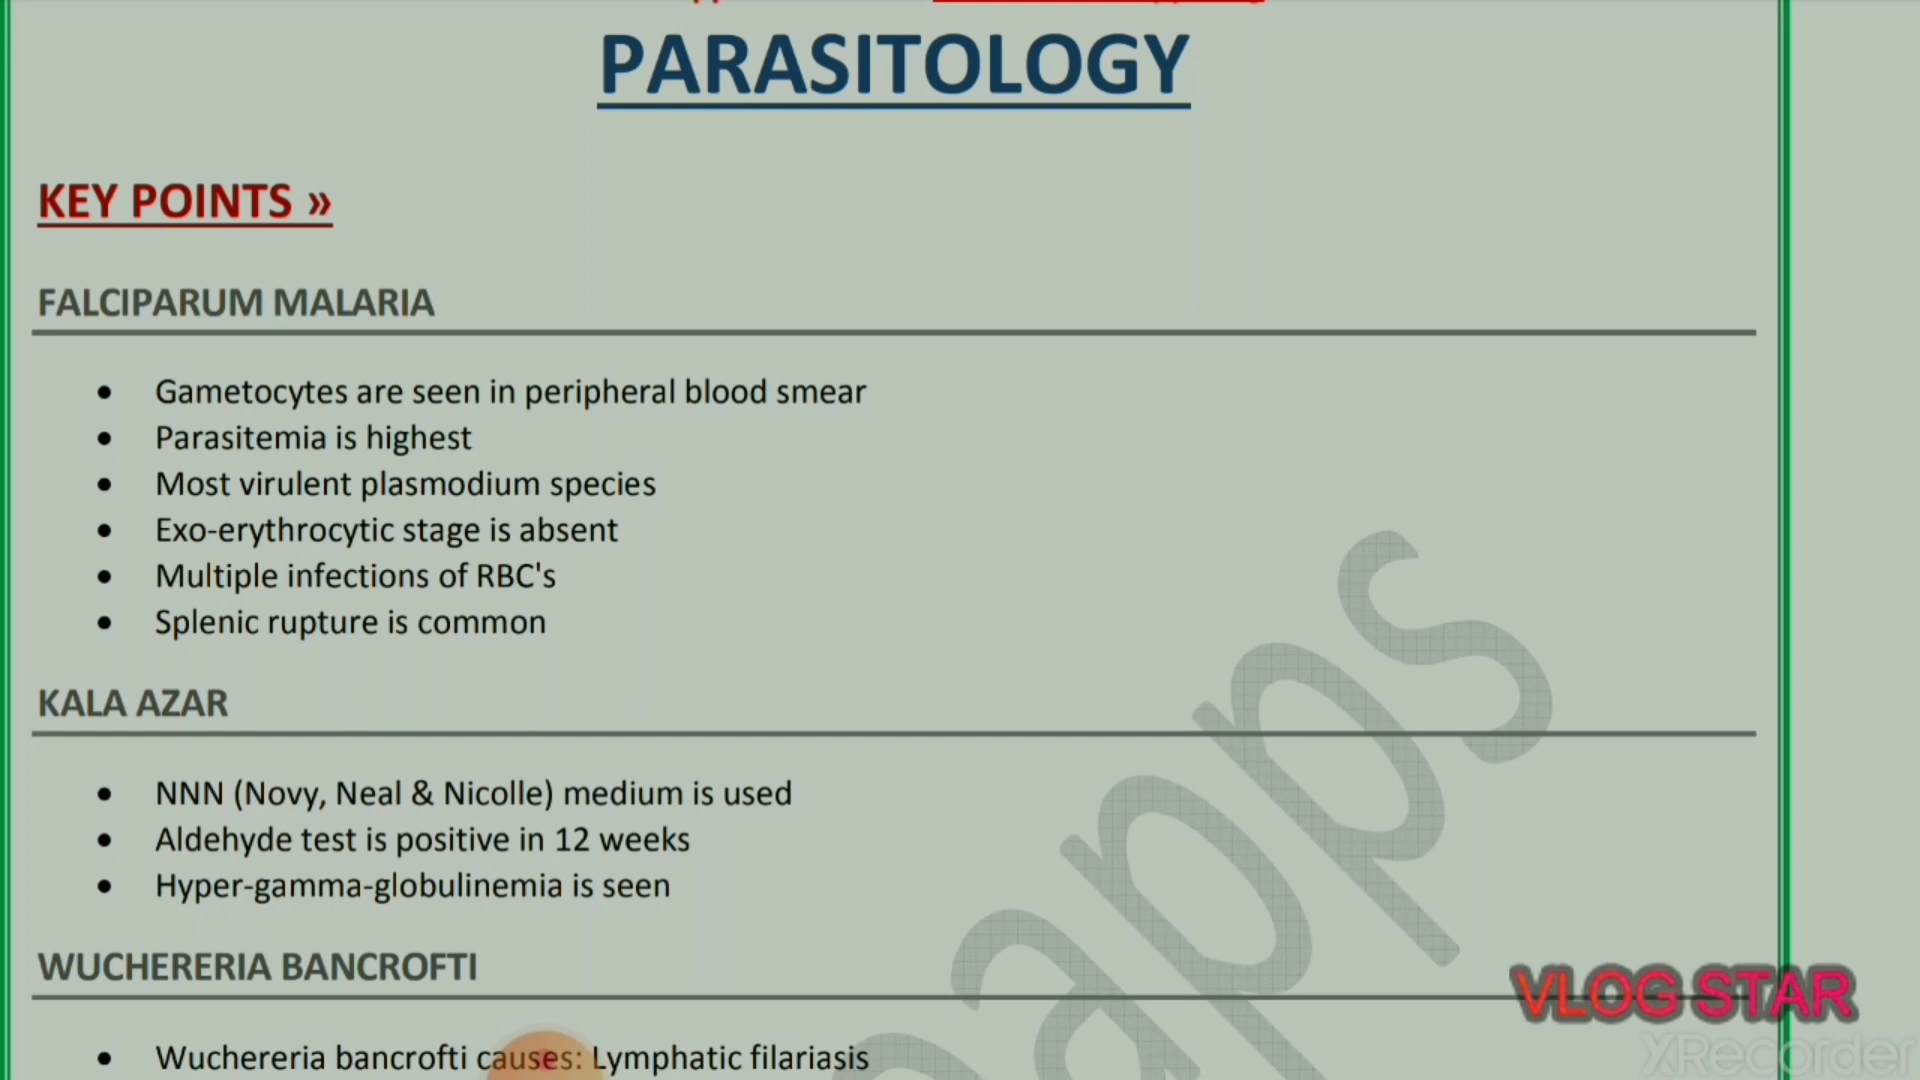 PARASITOLOGY
KEY POINTS »
FALCIPARUM MALARIA
• Gametocytes are seen in peripheral blood smear
• Parasitemia is highest
• Most virulent plasmodium species
• Exo-erythrocytic stage is absent
• Multiple infections of RBC's
• Splenic rupture is common
KALA AZAR
• NNN (Novy, Neal & Nicolle) medium is used
• Aldehyde test is positive in 12 weeks
• Hyper-gamma-globulinemia is seen
WUCHERERIA BANCROFTI
• Wuchereria bancrofti causes: Lymphatic filariasis
apps
VLOG STAR
XRecorder